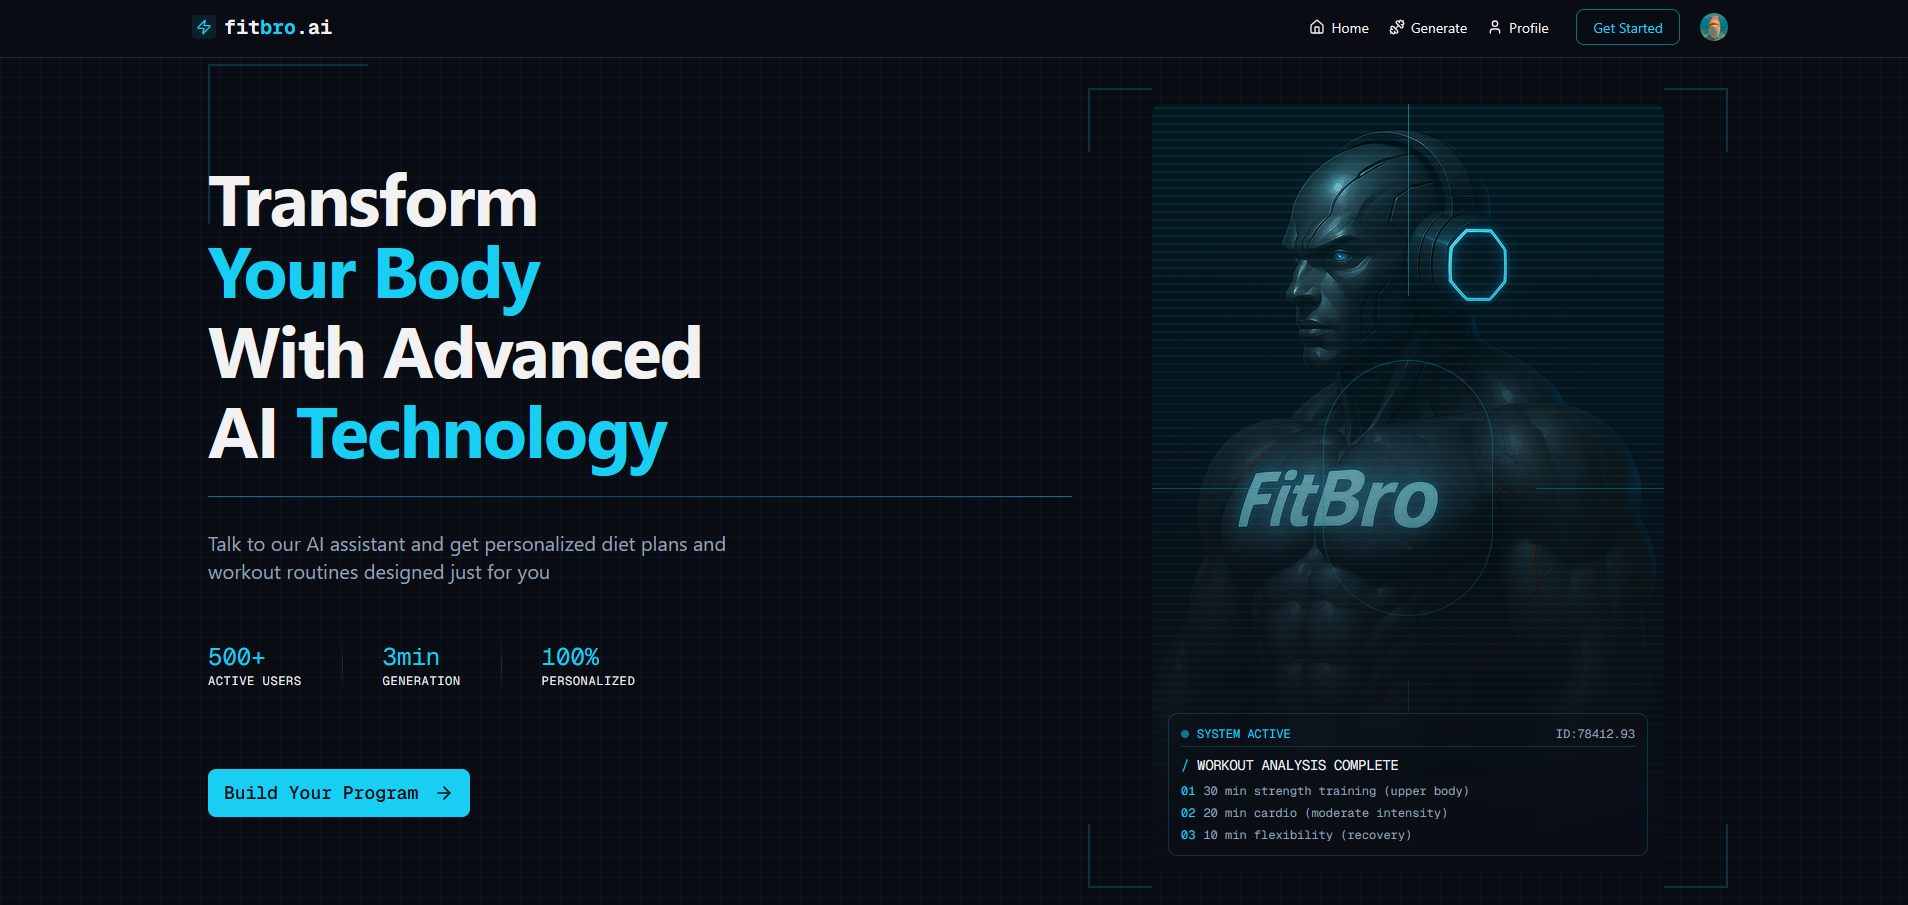 fitbro.ai
Home
Generate
Profile
Get Started
Transform
Your Body
With Advanced
AI Technology
Talk to our AI assistant and get personalized diet plans and
workout routines designed just for you
500+
ACTIVE USERS
3min
GENERATION
100%
PERSONALIZED
Build Your Program →
FitBro
SYSTEM ACTIVE
ID:78412.93
/ WORKOUT ANALYSIS COMPLETE
01 30 min strength training (upper body)
02 20 min cardio (moderate intensity)
03 10 min flexibility (recovery)